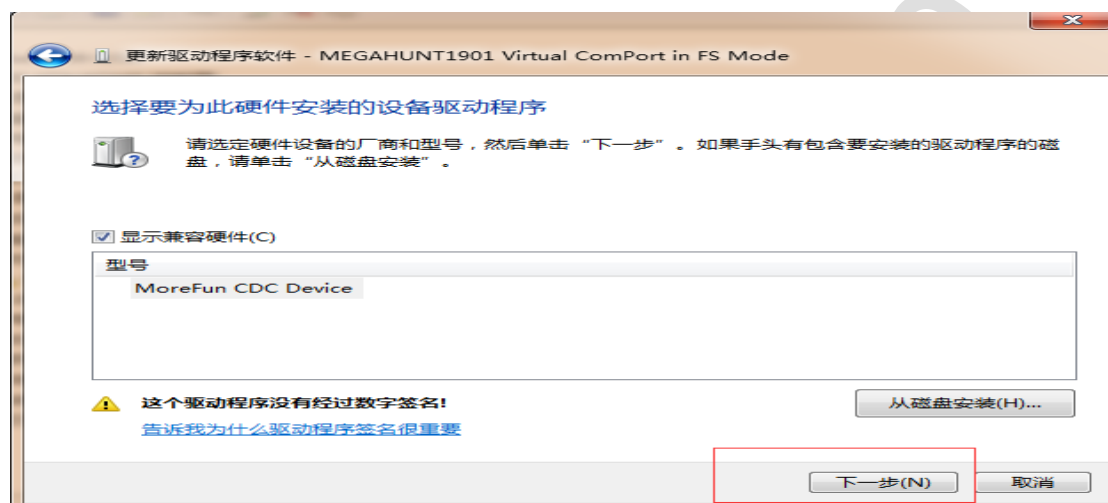 更新驱动程序软件 - MEGAHUNT1901 Virtual ComPort in FS Mode
选择要为此硬件安装的设备驱动程序
请选定硬件设备的厂商和型号，然后单击“下一步”。如果手头有包含要安装的驱动程序的磁
盘，请单击“从磁盘安装”。
显示兼容硬件(C)
型号
MoreFun CDC Device
这个驱动程序没有经过数字签名!
从磁盘安装(H)...
告诉我为什么驱动程序签名很重要
下一步(N)
取消